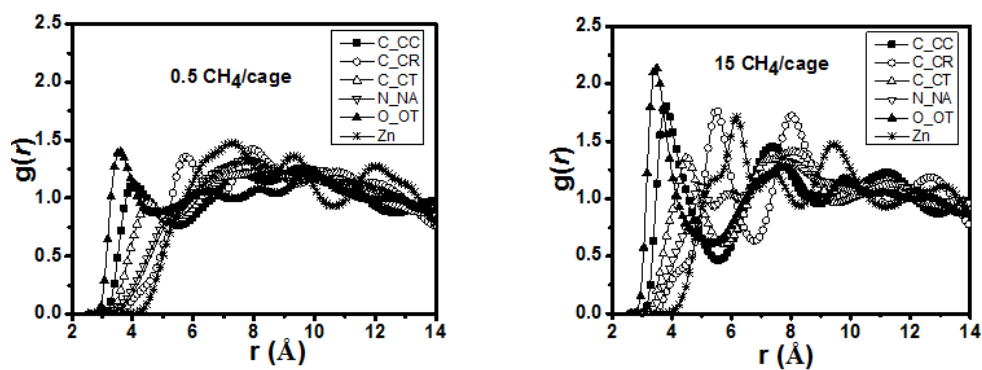 0.5 CH4/cage
C_CC
C_CR
C_CT
N_NA
O_OT
Zn
g(r)
2.5
2.0
1.5
1.0
0.5
0.0
2 4 6 8 10 12 14
r (Å)
15 CH4/cage
C_CC
C_CR
C_CT
N_NA
O_OT
Zn
g(r)
2.5
2.0
1.5
1.0
0.5
0.0
2 4 6 8 10 12 14
r (Å)